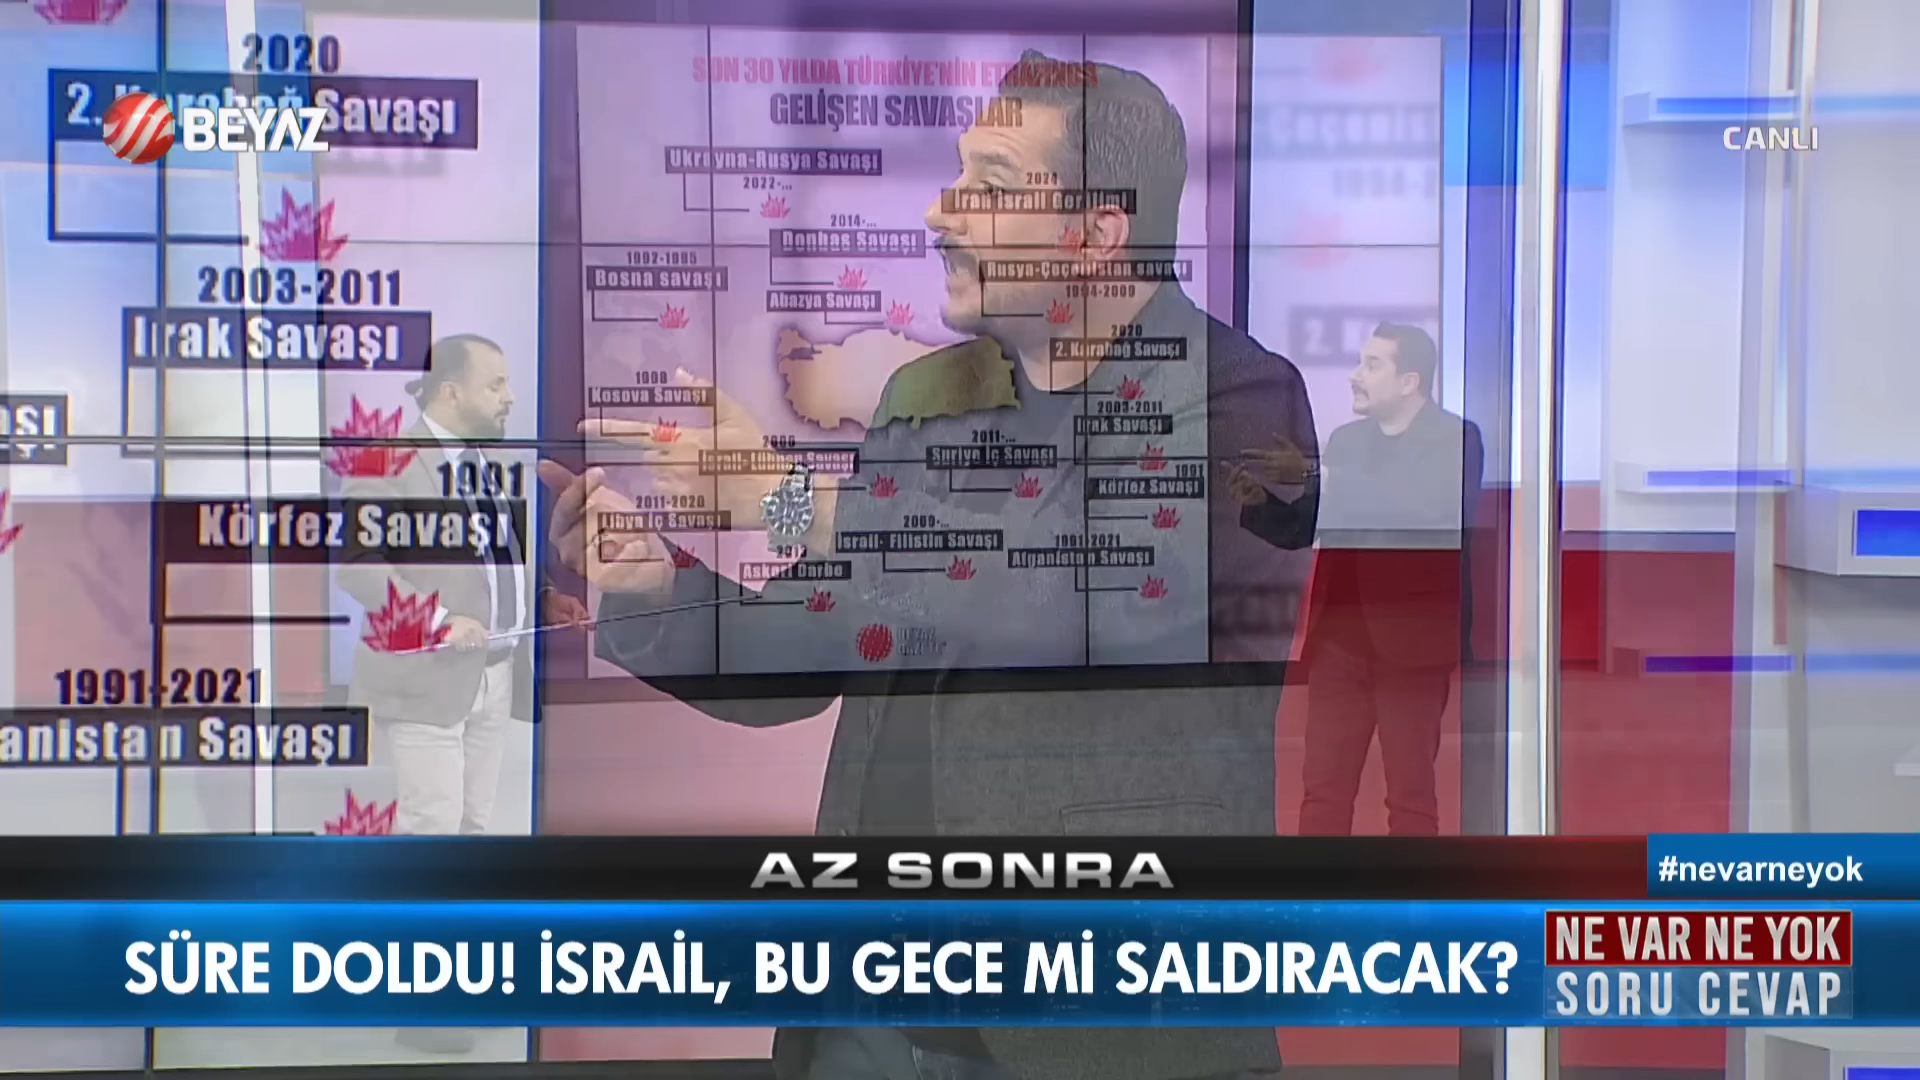 2020
2. Karabağ Savaşı
BEYAZ
2003-2011
Irak Savaşı
aşı
1991
Körfez Savaşı
1991-2021
anistan Savaşı
SON 30 YILDA TÜRKİYE'NİN ETRAFINDA
GELİŞEN SAVAŞLAR
Ukrayna-Rusya Savaşı
2022-...
2014-...
Donbas Savaşı
1992-1995
Bosna savaşı
Abazya Savaşı
2024
İran İsrail Gerilimi
Rusya-Çeçenistan savaşı
1994-2009
2020
2. Karabağ Savaşı
1998
Kosova Savaşı
2003-2011
Irak Savaşı
2006
İsrail- Lübnan Savaşı
2011-...
Suriye İç Savaşı
1991
Körfez Savaşı
2011-2020
Libya İç Savaşı
2009-...
İsrail- Filistin Savaşı
1991-2021
Afganistan Savaşı
Askeri Darbe
BEYAZ
GAZETE
CANLI
AZ SONRA
#nevarneyok
SÜRE DOLDU! İSRAİL, BU GECE Mİ SALDIRACAK?
NE VAR NE YOK
SORU CEVAP